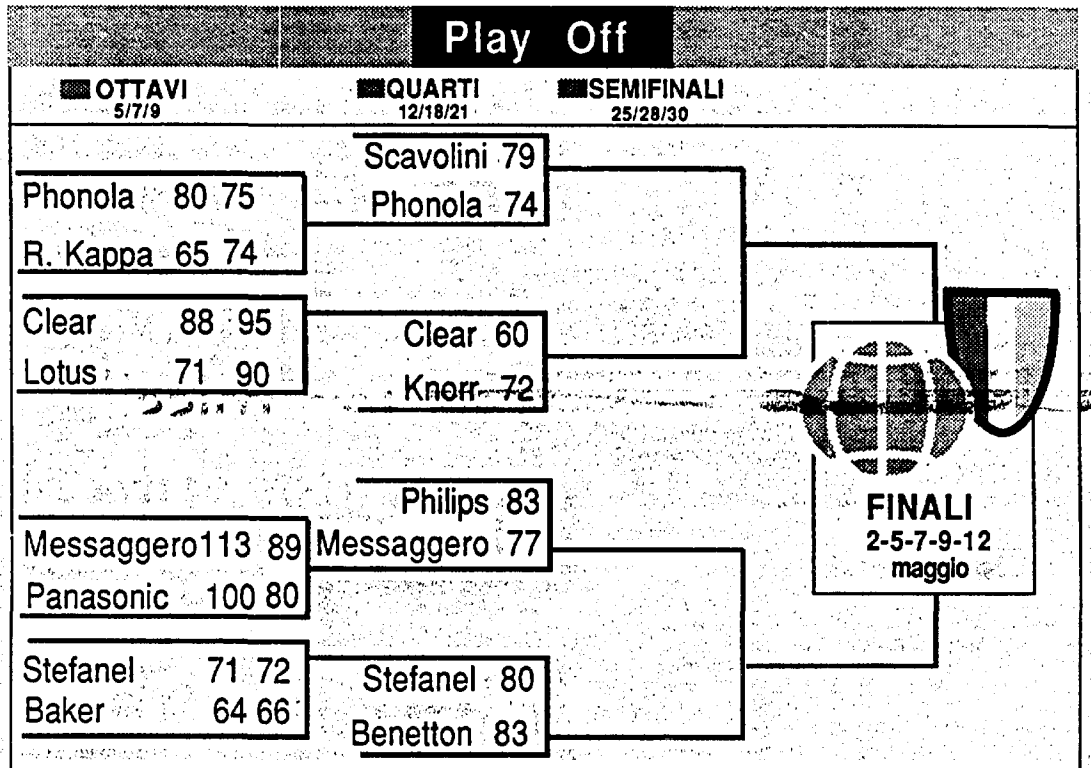 Play Off
OTTAVI
5/7/9
QUARTI
12/18/21
SEMIFINALI
25/28/30
Phonola 80 75
R. Kappa 65 74
Clear 88 95
Lotus 71 90
Messaggero 113 89
Panasonic 100 80
Stefanel 71 72
Baker 64 66
Scavolini 79
Phonola 74
Clear 60
Knorr 72
Philips 83
Messaggero 77
Stefanel 80
Benetton 83
FINALI
2-5-7-9-12
maggio